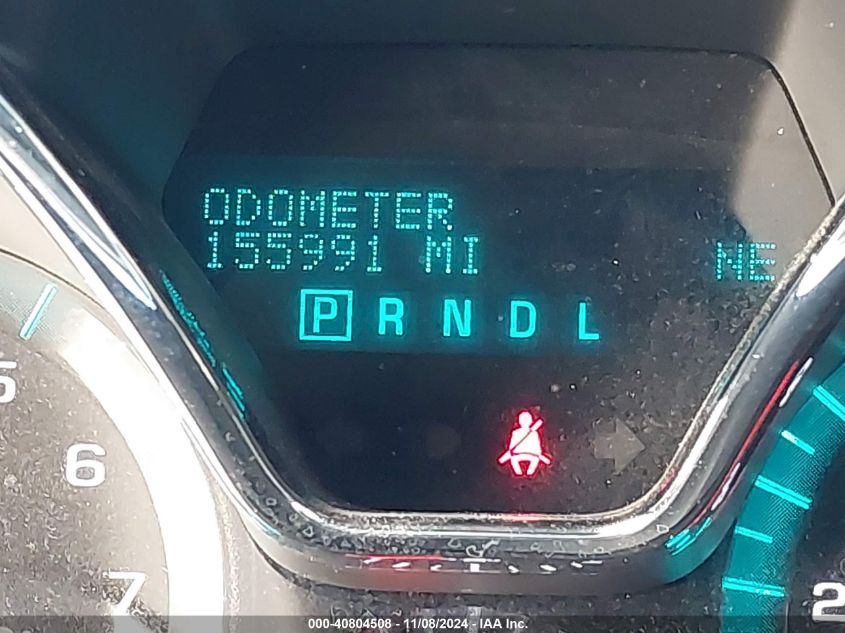 ODOMETER
155991 MI NE
P R N D L
5
6
7
2
000-40804508 - 11/08/2024 - IAA Inc.